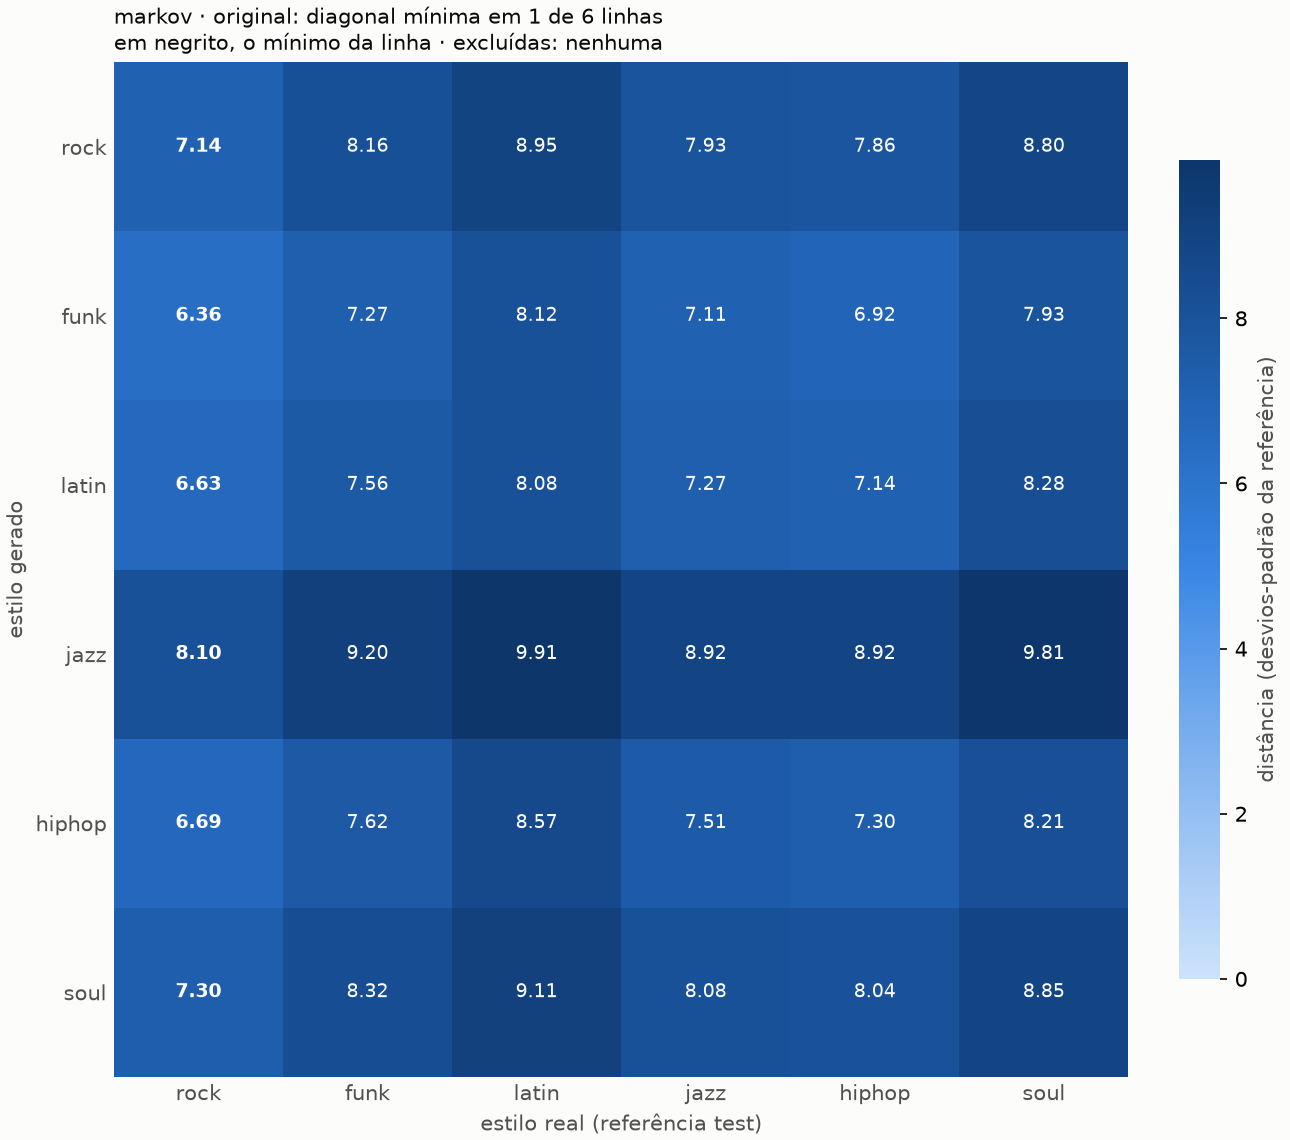 markov · original: diagonal mínima em 1 de 6 linhas
em negrito, o mínimo da linha · excluídas: nenhuma
rock 7.14 8.16 8.95 7.93 7.86 8.80
funk 6.36 7.27 8.12 7.11 6.92 7.93
latin 6.63 7.56 8.08 7.27 7.14 8.28
jazz 8.10 9.20 9.91 8.92 8.92 9.81
hiphop 6.69 7.62 8.57 7.51 7.30 8.21
soul 7.30 8.32 9.11 8.08 8.04 8.85
rock funk latin jazz hiphop soul
estilo real (referência test)
estilo gerado
8
6
4
2
0
distância (desvios-padrão da referência)